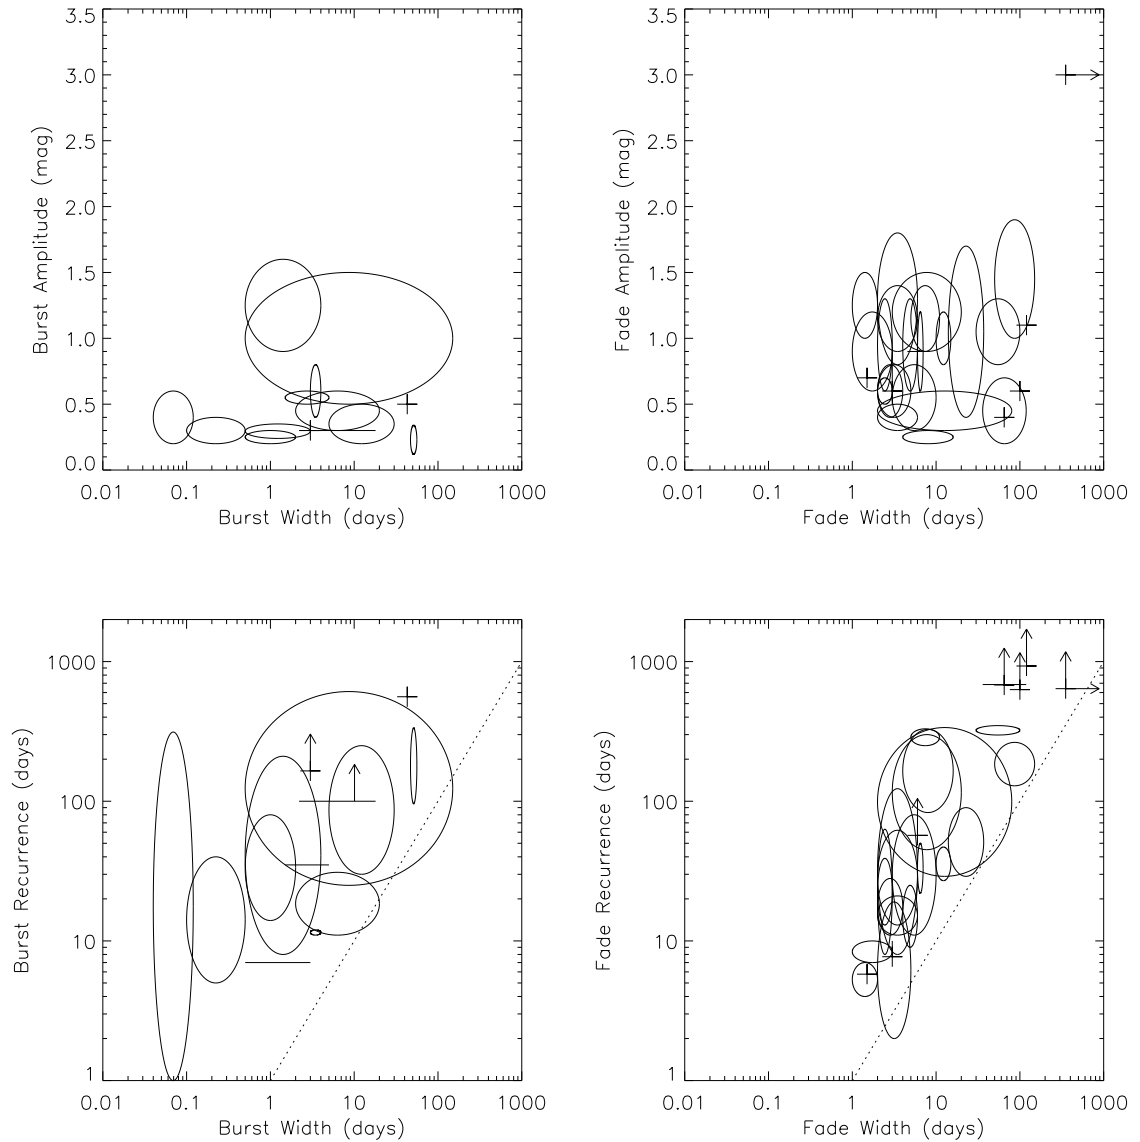 3.5
3.0
2.5
2.0
1.5
1.0
0.5
0.0
Burst Amplitude (mag)
0.01 0.1 1 10 100 1000
Burst Width (days)
3.5
3.0
2.5
2.0
1.5
1.0
0.5
0.0
Fade Amplitude (mag)
0.01 0.1 1 10 100 1000
Fade Width (days)
1000
100
10
1
Burst Recurrence (days)
0.01 0.1 1 10 100 1000
Burst Width (days)
1000
100
10
1
Fade Recurrence (days)
0.01 0.1 1 10 100 1000
Fade Width (days)